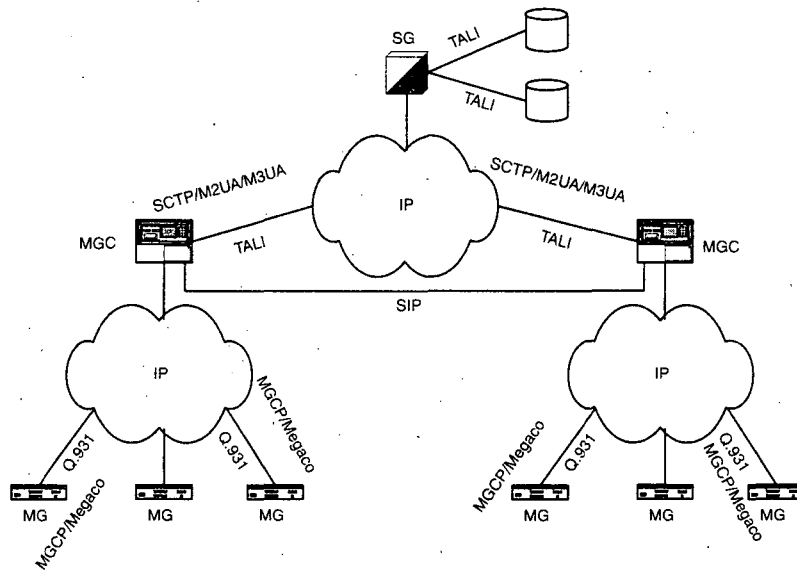 SG
TALI
TALI
SCTP/M2UA/M3UA
SCTP/M2UA/M3UA
IP
MGC
TALI
TALI
MGC
SIP
IP
IP
MGCP/Megaco
Q.931
Q.931
MGCP/Megaco
Q.931
Q.931
MGCP/Megaco
MG
MG
MG
MG
MG
MG
MGCP/Megaco